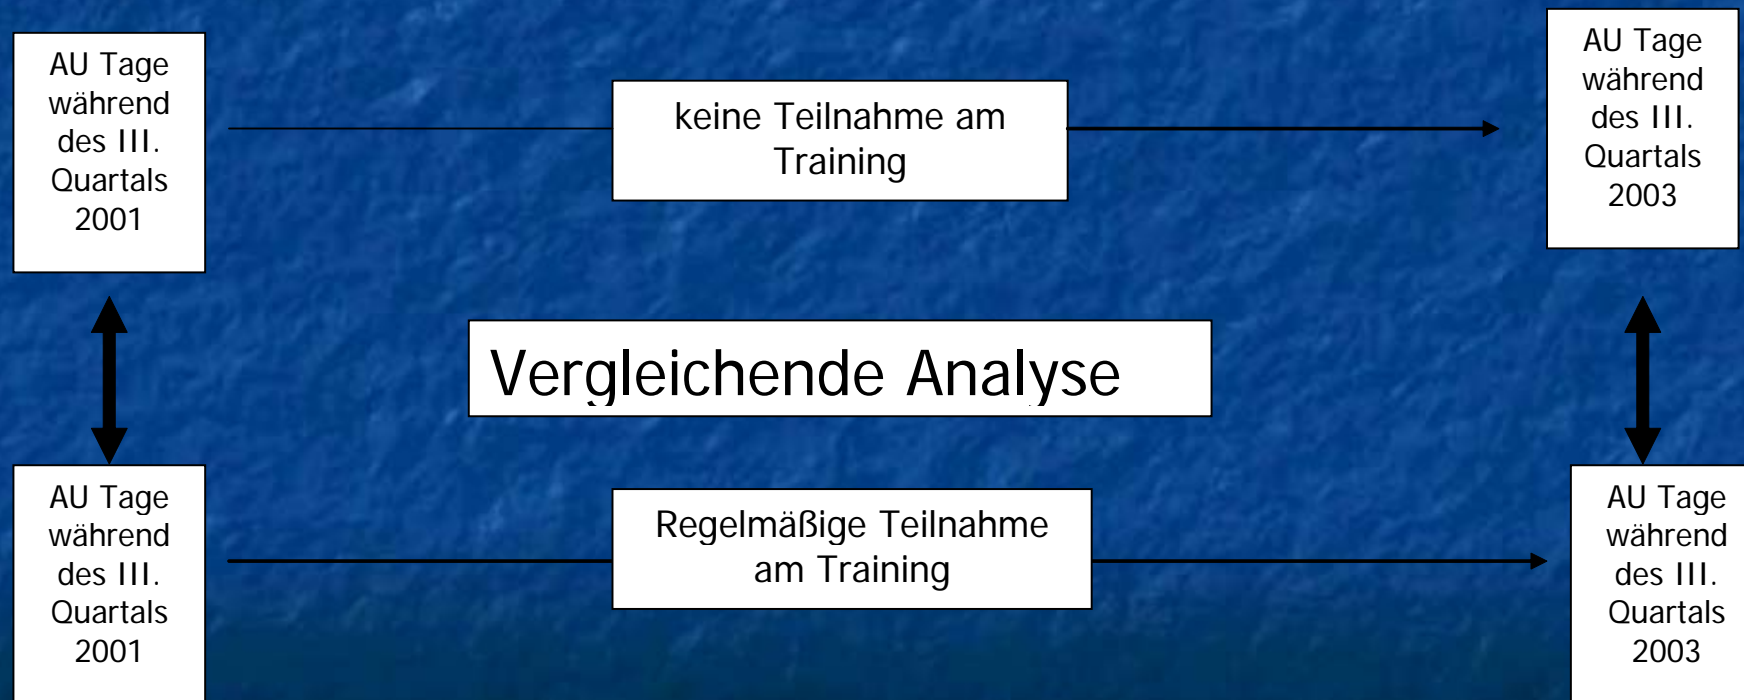 AU Tage
während
des III.
Quartals
2001
keine Teilnahme am
Training
AU Tage
während
des III.
Quartals
2003
Vergleichende Analyse
AU Tage
während
des III.
Quartals
2001
Regelmäßige Teilnahme
am Training
AU Tage
während
des III.
Quartals
2003